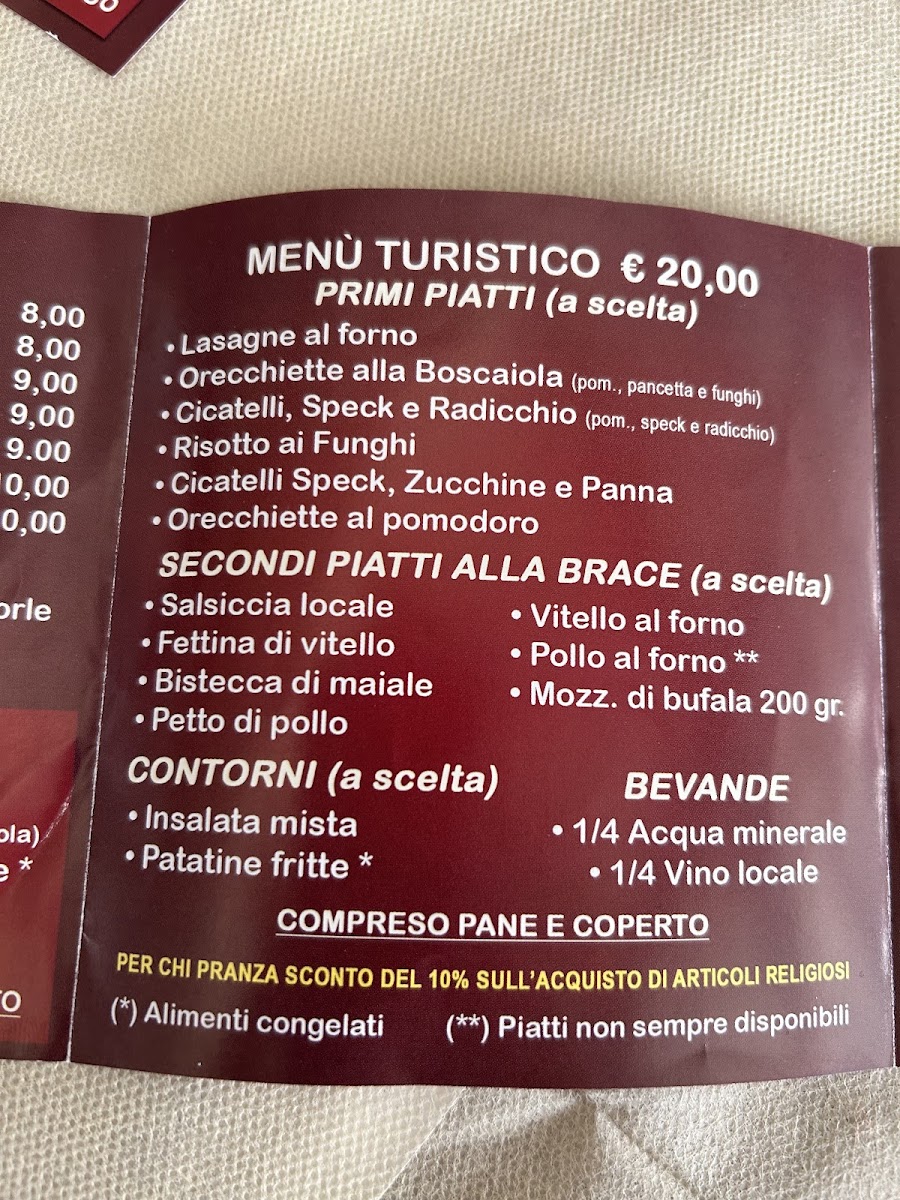 MENÙ TURISTICO € 20,00
PRIMI PIATTI (a scelta)
• Lasagne al forno
• Orecchiette alla Boscaiola (pom., pancetta e funghi)
• Cicatelli, Speck e Radicchio (pom., speck e radicchio)
• Risotto ai Funghi
• Cicatelli Speck, Zucchine e Panna
• Orecchiette al pomodoro
SECONDI PIATTI ALLA BRACE (a scelta)
• Salsiccia locale
• Fettina di vitello
• Bistecca di maiale
• Petto di pollo
• Vitello al forno
• Pollo al forno **
• Mozz. di bufala 200 gr.
CONTORNI (a scelta)
• Insalata mista
• Patatine fritte *
BEVANDE
• 1/4 Acqua minerale
• 1/4 Vino locale
COMPRESO PANE E COPERTO
PER CHI PRANZA SCONTO DEL 10% SULL'ACQUISTO DI ARTICOLI RELIGIOSI
(*) Alimenti congelati (**) Piatti non sempre disponibili
8,00
8,00
9,00
9,00
9.00
0,00
0,00